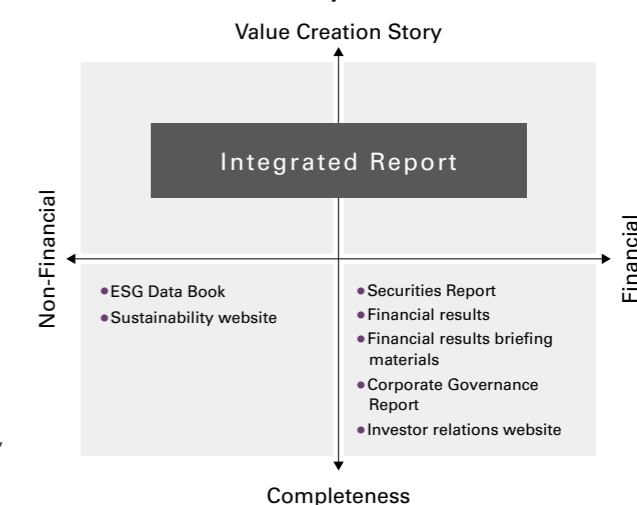 Value Creation Story
Integrated Report
Non-Financial
Financial
●ESG Data Book
●Sustainability website
●Securities Report
●Financial results
●Financial results briefing
materials
●Corporate Governance
Report
●Investor relations website
Completeness